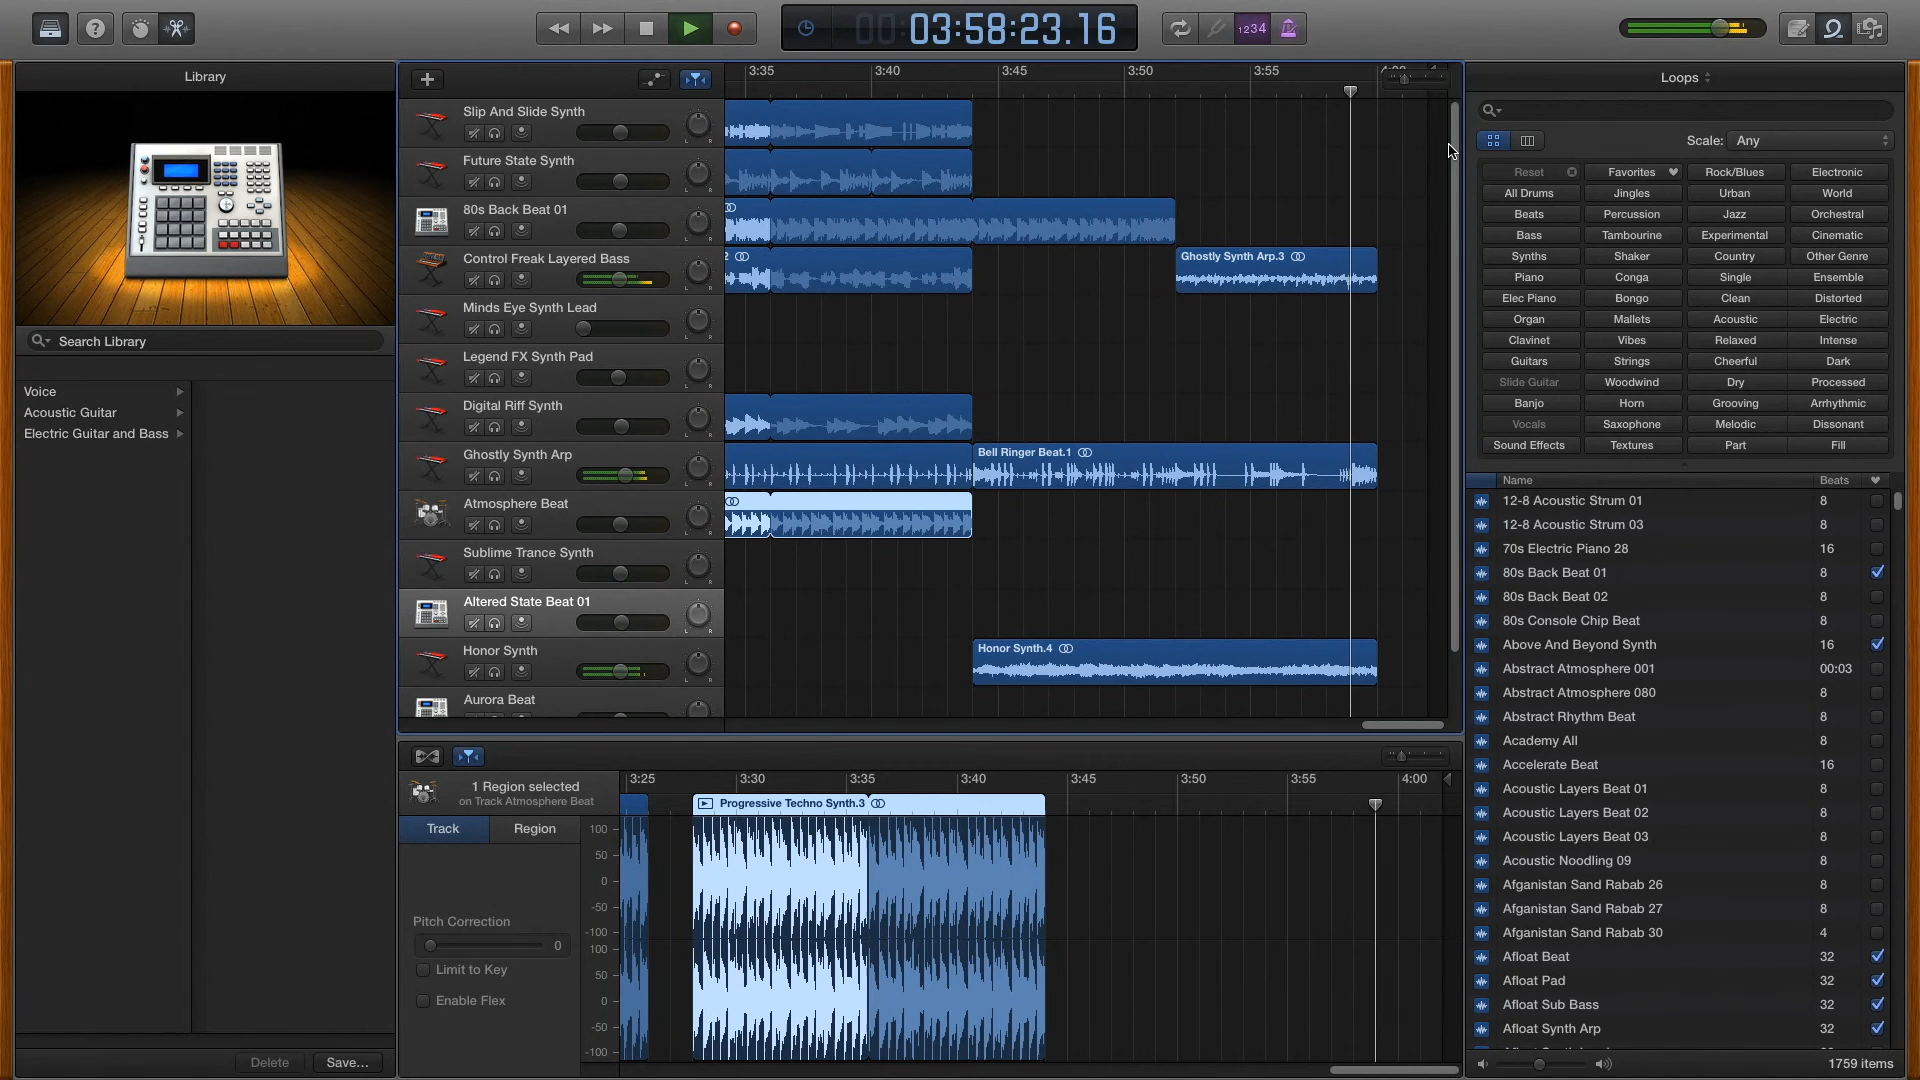 03:58:23.16
1234
Library
Search Library
Voice
Acoustic Guitar
Electric Guitar and Bass
Delete
Save...
3:35
3:40
3:45
3:50
3:55
Slip And Slide Synth
Future State Synth
80s Back Beat 01
Control Freak Layered Bass
Minds Eye Synth Lead
Legend FX Synth Pad
Digital Riff Synth
Ghostly Synth Arp
Atmosphere Beat
Sublime Trance Synth
Altered State Beat 01
Honor Synth
Aurora Beat
Ghostly Synth Arp.3
Bell Ringer Beat.1
Honor Synth.4
1 Region selected
on Track Atmosphere Beat
Track
Region
Pitch Correction
0
Limit to Key
Enable Flex
3:25
3:30
3:35
3:40
3:45
3:50
3:55
4:00
Progressive Techno Synth.3
100
50
0
-50
-100
100
50
0
-50
-100
Loops
Scale: Any
Reset Favorites Rock/Blues Electronic
All Drums Jingles Urban World
Beats Percussion Jazz Orchestral
Bass Tambourine Experimental Cinematic
Synths Shaker Country Other Genre
Piano Conga Single Ensemble
Elec Piano Bongo Clean Distorted
Organ Mallets Acoustic Electric
Clavinet Vibes Relaxed Intense
Guitars Strings Cheerful Dark
Slide Guitar Woodwind Dry Processed
Banjo Horn Grooving Arrhythmic
Vocals Saxophone Melodic Dissonant
Sound Effects Textures Part Fill
Name Beats
12-8 Acoustic Strum 01 8
12-8 Acoustic Strum 03 8
70s Electric Piano 28 16
80s Back Beat 01 8
80s Back Beat 02 8
80s Console Chip Beat 8
Above And Beyond Synth 16
Abstract Atmosphere 001 00:03
Abstract Atmosphere 080 8
Abstract Rhythm Beat 8
Academy All 8
Accelerate Beat 16
Acoustic Layers Beat 01 8
Acoustic Layers Beat 02 8
Acoustic Layers Beat 03 8
Acoustic Noodling 09 8
Afganistan Sand Rabab 26 8
Afganistan Sand Rabab 27 8
Afganistan Sand Rabab 30 4
Afloat Beat 32
Afloat Pad 32
Afloat Sub Bass 32
Afloat Synth Arp 32
1759 items